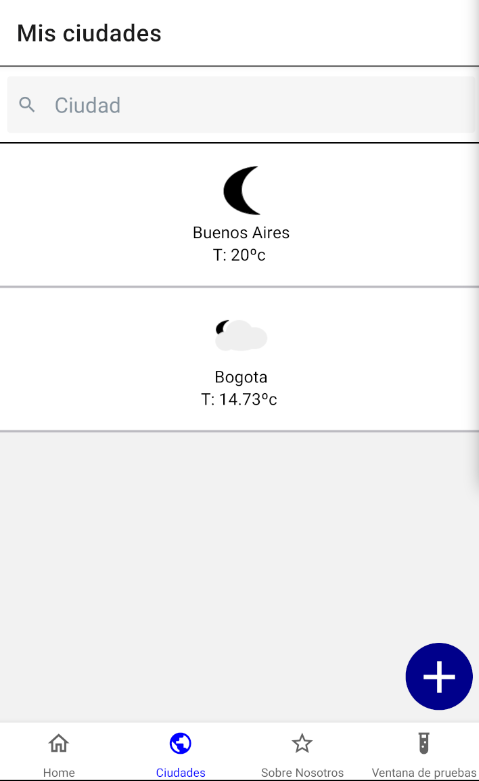 Mis ciudades
Ciudad
Buenos Aires
T: 20ºc
Bogota
T: 14.73ºc
Home
Ciudades
Sobre Nosotros
Ventana de pruebas